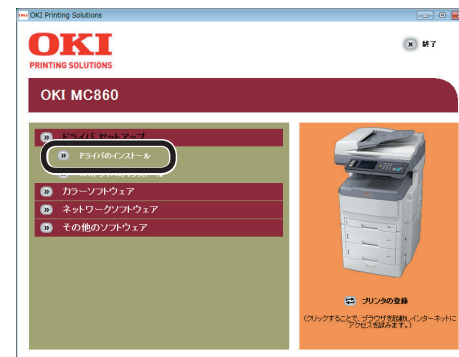 OKI Printing Solutions
OKI
PRINTING SOLUTIONS
終了
OKI MC860
ドライバ セットアップ
ドライバのインストール
カラーソフトウェア
ネットワークソフトウェア
その他のソフトウェア
プリンタの登録
(クリックすることで、ブラウザを起動しインターネットに
アクセスを試みます。)